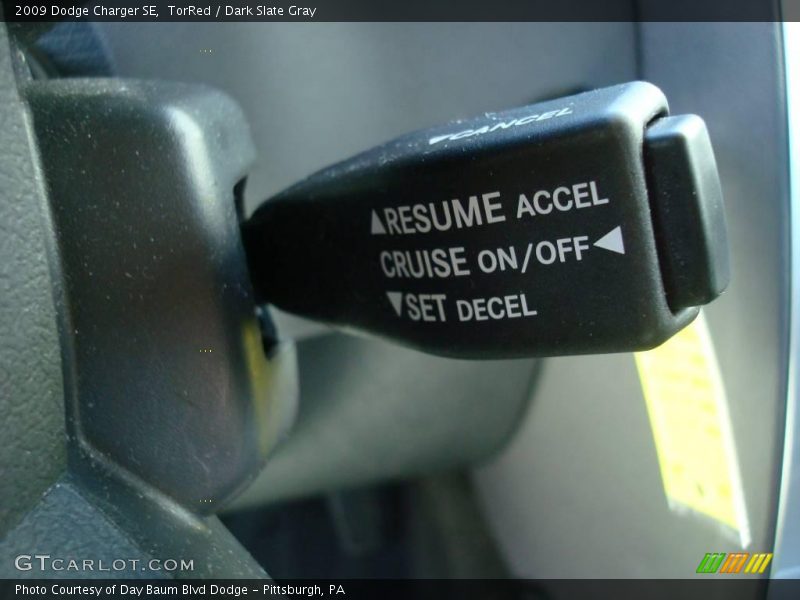 2009 Dodge Charger SE, TorRed / Dark Slate Gray
CANCEL
RESUME ACCEL
CRUISE ON/OFF
SET DECEL
GTCARLOT.COM
Photo Courtesy of Day Baum Blvd Dodge - Pittsburgh, PA